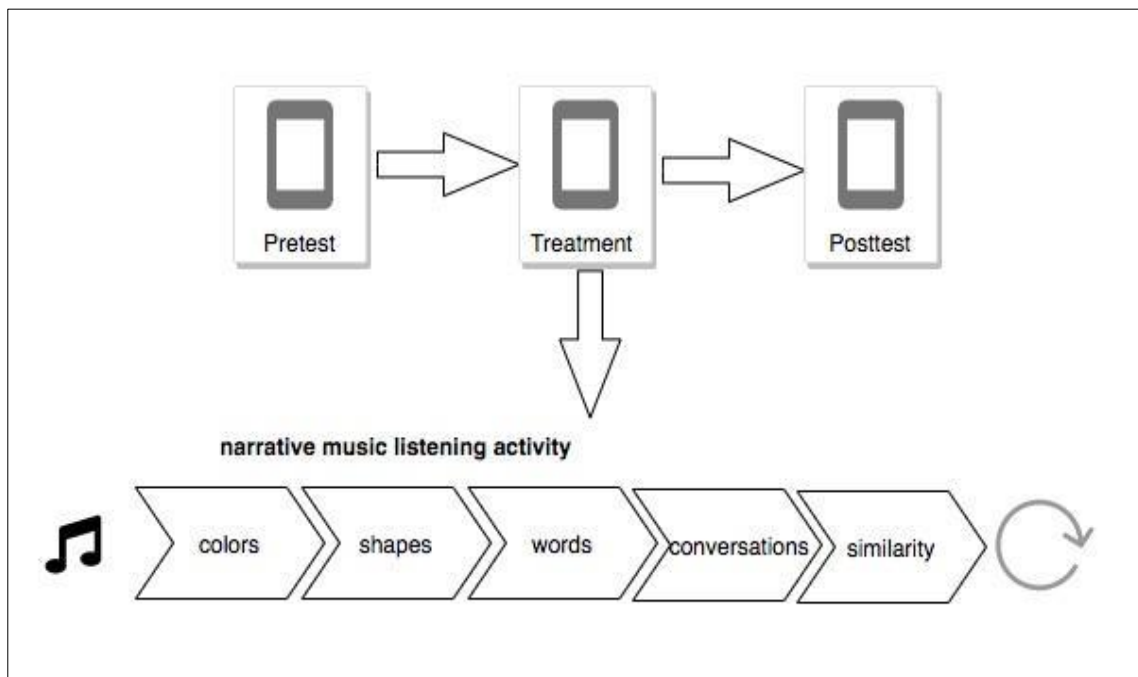 Pretest
Treatment
Posttest
narrative music listening activity
colors
shapes
words
conversations
similarity